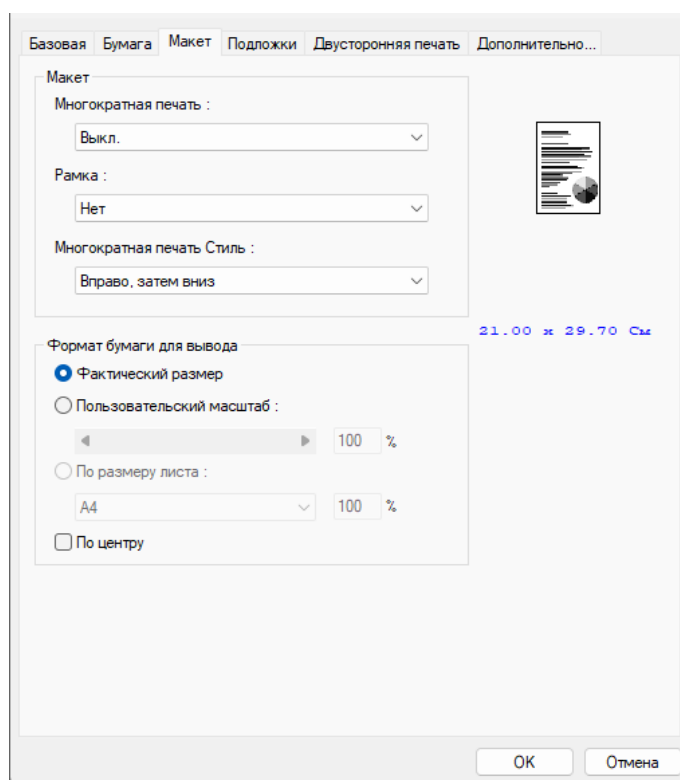 Базовая Бумага Макет Подложки Двусторонняя печать Дополнительно...
Макет
Многократная печать :
Выкл.
Рамка :
Нет
Многократная печать Стиль :
Вправо, затем вниз
21.00 x 29.70 См
Формат бумаги для вывода
Фактический размер
Пользовательский масштаб :
100 %
По размеру листа :
A4 100 %
По центру
OK Отмена